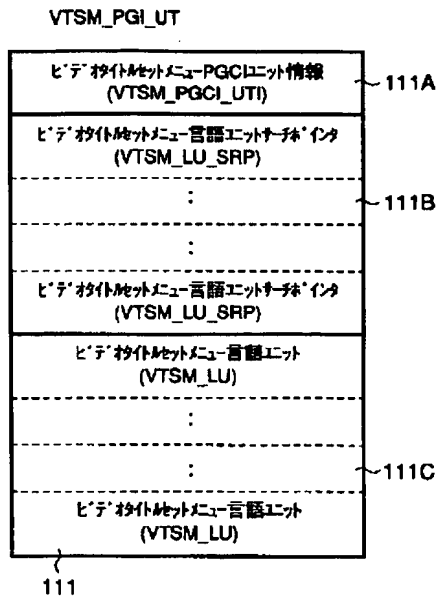 VTSM_PGI_UT
ﾋﾞﾃﾞｵﾀｲﾄﾙｾｯﾄﾒﾆｭｰPGCIﾕﾆｯﾄ情報
(VTSM_PGCI_UTI)
111A
ﾋﾞﾃﾞｵﾀｲﾄﾙｾｯﾄﾒﾆｭｰ言語ﾕﾆｯﾄｻｰﾁﾎﾟｲﾝﾀ
(VTSM_LU_SRP)
:
111B
:
ﾋﾞﾃﾞｵﾀｲﾄﾙｾｯﾄﾒﾆｭｰ言語ﾕﾆｯﾄｻｰﾁﾎﾟｲﾝﾀ
(VTSM_LU_SRP)
ﾋﾞﾃﾞｵﾀｲﾄﾙｾｯﾄﾒﾆｭｰ言語ﾕﾆｯﾄ
(VTSM_LU)
:
:
111C
ﾋﾞﾃﾞｵﾀｲﾄﾙｾｯﾄﾒﾆｭｰ言語ﾕﾆｯﾄ
(VTSM_LU)
111